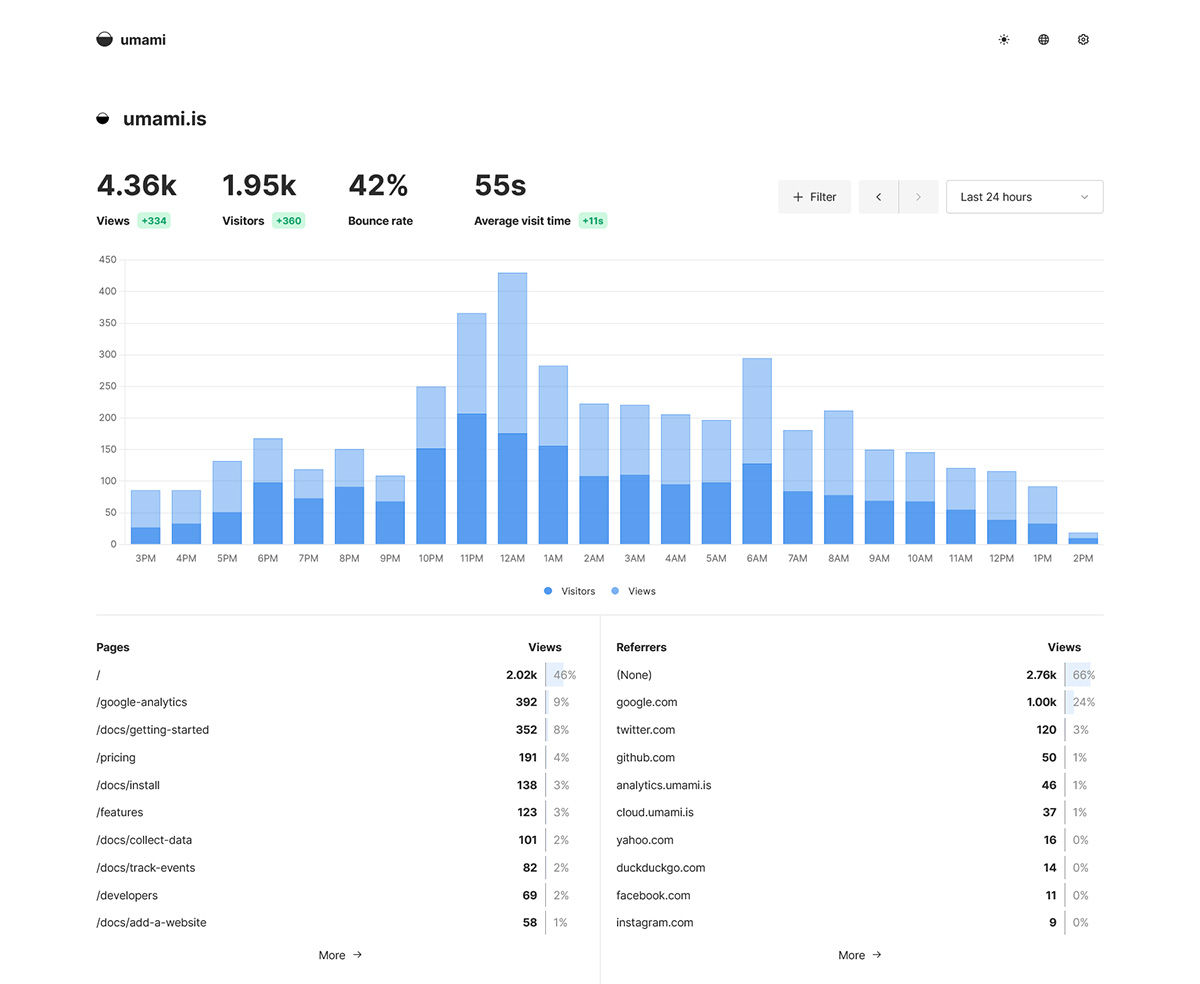 umami
umami.is
4.36k 1.95k 42% 55s
Views +334 Visitors +360 Bounce rate Average visit time +11s
Filter
Last 24 hours
450
400
350
300
250
200
150
100
50
0
3PM 4PM 5PM 6PM 7PM 8PM 9PM 10PM 11PM 12AM 1AM 2AM 3AM 4AM 5AM 6AM 7AM 8AM 9AM 10AM 11AM 12PM 1PM 2PM
Visitors Views
Pages Views
/ 2.02k 46%
/google-analytics 392 9%
/docs/getting-started 352 8%
/pricing 191 4%
/docs/install 138 3%
/features 123 3%
/docs/collect-data 101 2%
/docs/track-events 82 2%
/developers 69 2%
/docs/add-a-website 58 1%
More
Referrers Views
(None) 2.76k 66%
google.com 1.00k 24%
twitter.com 120 3%
github.com 50 1%
analytics.umami.is 46 1%
cloud.umami.is 37 1%
yahoo.com 16 0%
duckduckgo.com 14 0%
facebook.com 11 0%
instagram.com 9 0%
More